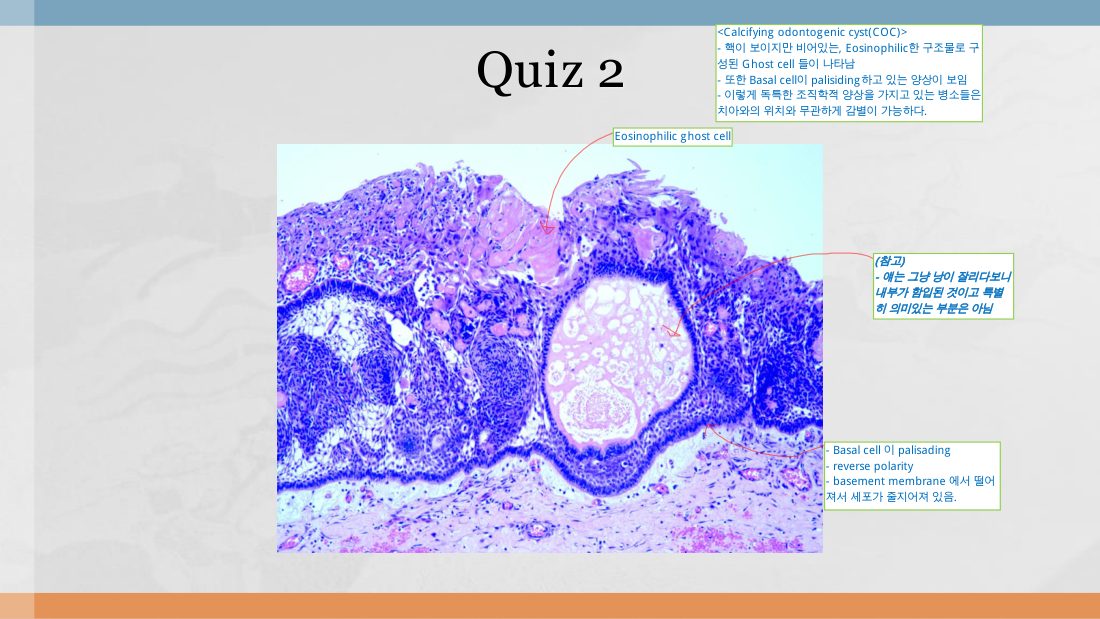 Quiz 2
<Calcifying odontogenic cyst(COC)>
- 핵이 보이지만 비어있는, Eosinophilic한 구조물로 구
성된 Ghost cell 들이 나타남
- 또한 Basal cell이 palisiding하고 있는 양상이 보임
- 이렇게 독특한 조직학적 양상을 가지고 있는 병소들은
치아와의 위치와 무관하게 감별이 가능하다.
Eosinophilic ghost cell
(참고)
- 얘는 그냥 낭이 잘리다보니
내부가 함입된 것이고 특별
히 의미있는 부분은 아님
- Basal cell 이 palisading
- reverse polarity
- basement membrane 에서 떨어
져서 세포가 줄지어져 있음.